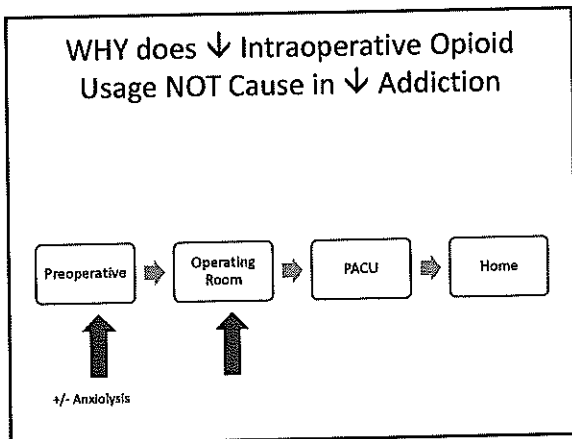 WHY does ↓ Intraoperative Opioid
Usage NOT Cause in ↓ Addiction
Preoperative
Operating
Room
PACU
Home
+/- Anxiolysis